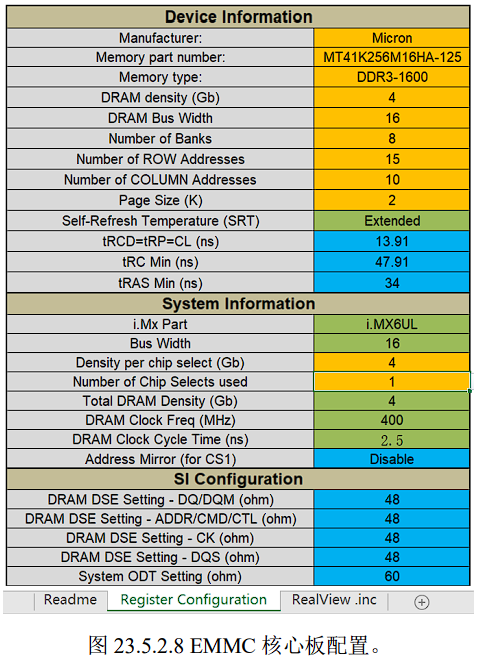 Device Information
Manufacturer: Micron
Memory part number: MT41K256M16HA-125
Memory type: DDR3-1600
DRAM density (Gb) 4
DRAM Bus Width 16
Number of Banks 8
Number of ROW Addresses 15
Number of COLUMN Addresses 10
Page Size (K) 2
Self-Refresh Temperature (SRT) Extended
tRCD=tRP=CL (ns) 13.91
tRC Min (ns) 47.91
tRAS Min (ns) 34
System Information
i.Mx Part i.MX6UL
Bus Width 16
Density per chip select (Gb) 4
Number of Chip Selects used 1
Total DRAM Density (Gb) 4
DRAM Clock Freq (MHz) 400
DRAM Clock Cycle Time (ns) 2.5
Address Mirror (for CS1) Disable
SI Configuration
DRAM DSE Setting - DQ/DQM (ohm) 48
DRAM DSE Setting - ADDR/CMD/CTL (ohm) 48
DRAM DSE Setting - CK (ohm) 48
DRAM DSE Setting - DQS (ohm) 48
System ODT Setting (ohm) 60
Readme Register Configuration RealView .inc
图 23.5.2.8 EMMC 核心板配置。